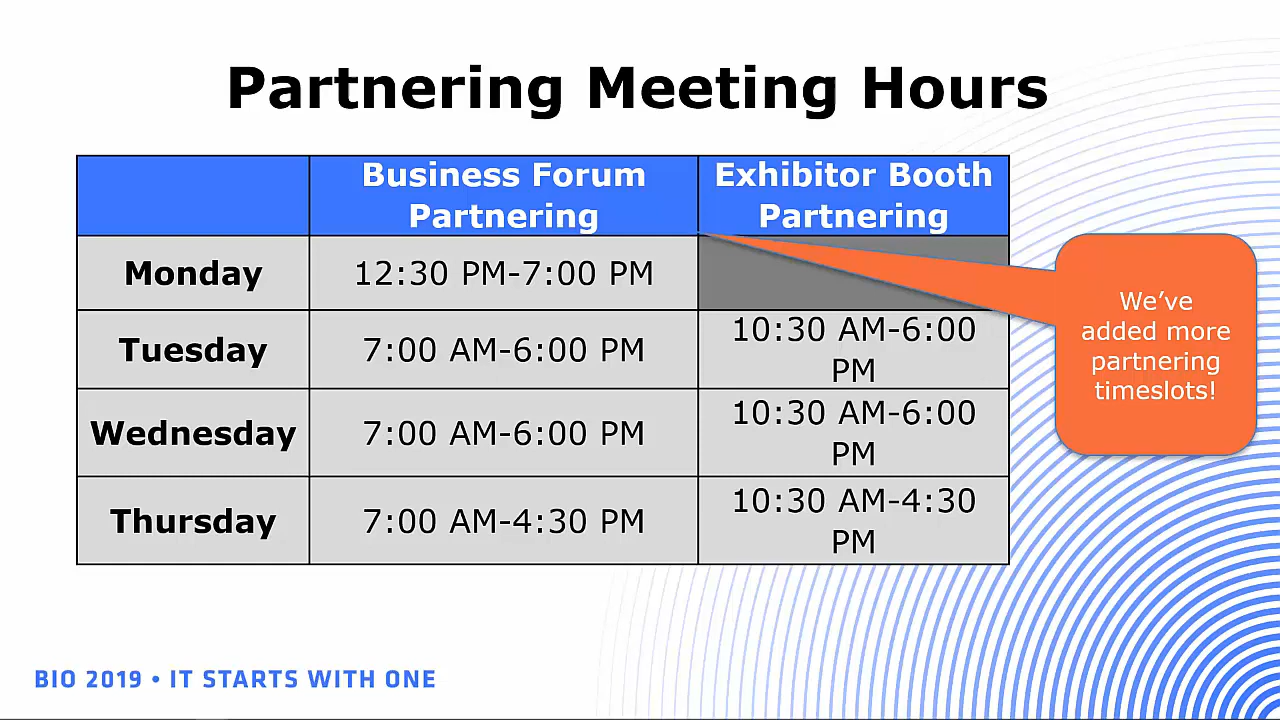 Partnering Meeting Hours
Business Forum
Partnering
Exhibitor Booth
Partnering
Monday
12:30 PM-7:00 PM
Tuesday
7:00 AM-6:00 PM
10:30 AM-6:00
PM
Wednesday
7:00 AM-6:00 PM
10:30 AM-6:00
PM
Thursday
7:00 AM-4:30 PM
10:30 AM-4:30
PM
We’ve
added more
partnering
timeslots!
BIO 2019 • IT STARTS WITH ONE